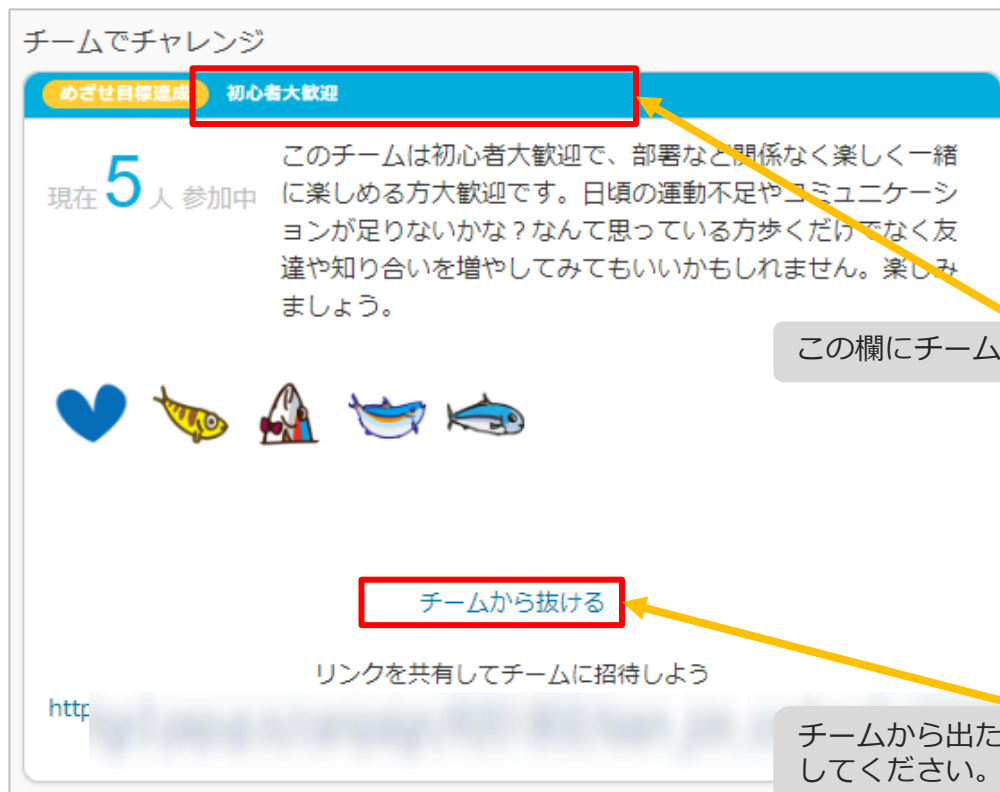 チームでチャレンジ
めざせ目標達成 初心者大歓迎
現在 5 人 参加中
このチームは初心者大歓迎で、部署など関係なく楽しく一緒
に楽しめる方大歓迎です。日頃の運動不足やコミュニケーシ
ョンが足りないかな？なんて思っている方歩くだけでなく友
達や知り合いを増やしてみてもいいかもしれません。楽しみ
ましょう。
この欄にチーム
チームから抜ける
リンクを共有してチームに招待しよう
http
チームから出た
してください。